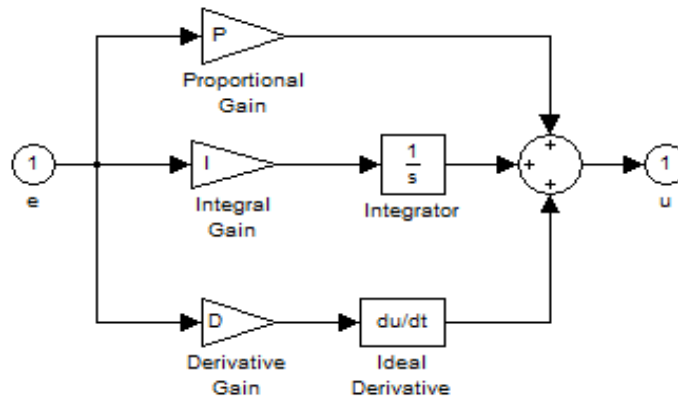 P
Proportional
Gain
+
1
e
I
Integral
Gain
1
s
Integrator
+
+
1
u
D
Derivative
Gain
du/dt
Ideal
Derivative